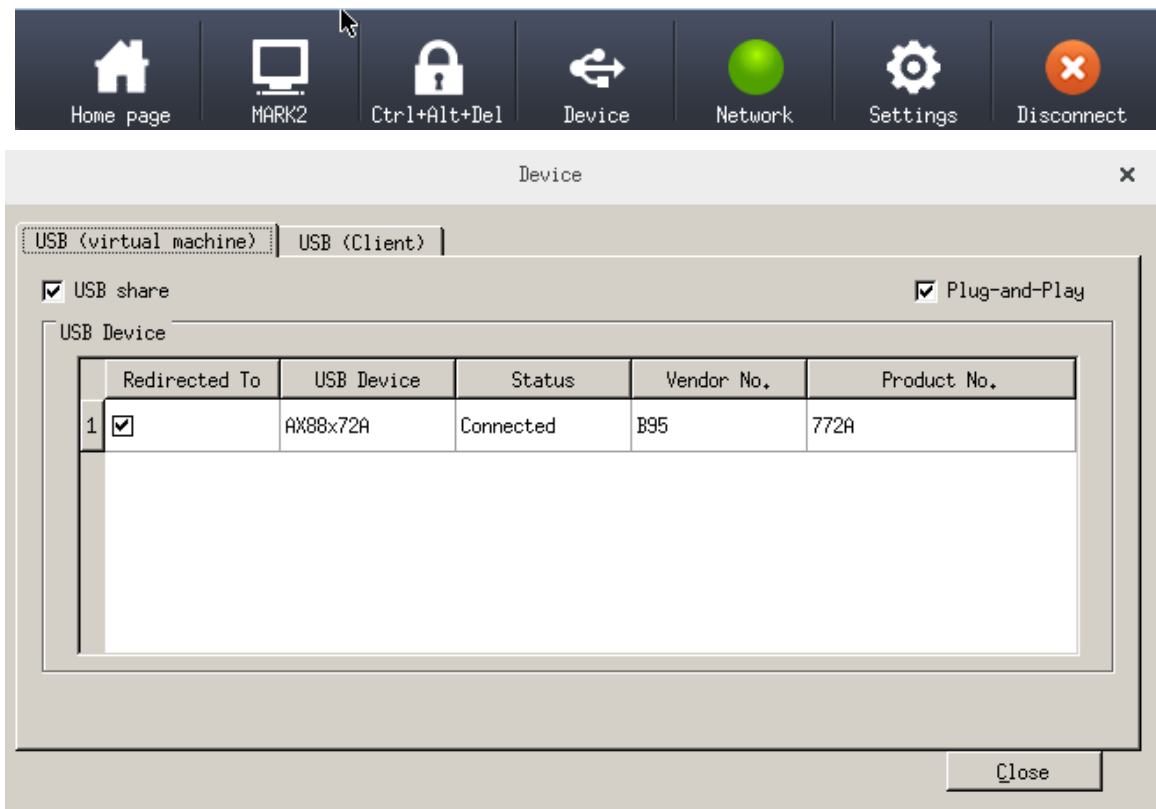 Home page MARK2 Ctrl+Alt+Del Device Network Settings Disconnect
Device
USB (virtual machine) USB (Client)
USB share Plug-and-Play
USB Device
Redirected To USB Device Status Vendor No. Product No.
1 AX88x72A Connected B95 772A
Close